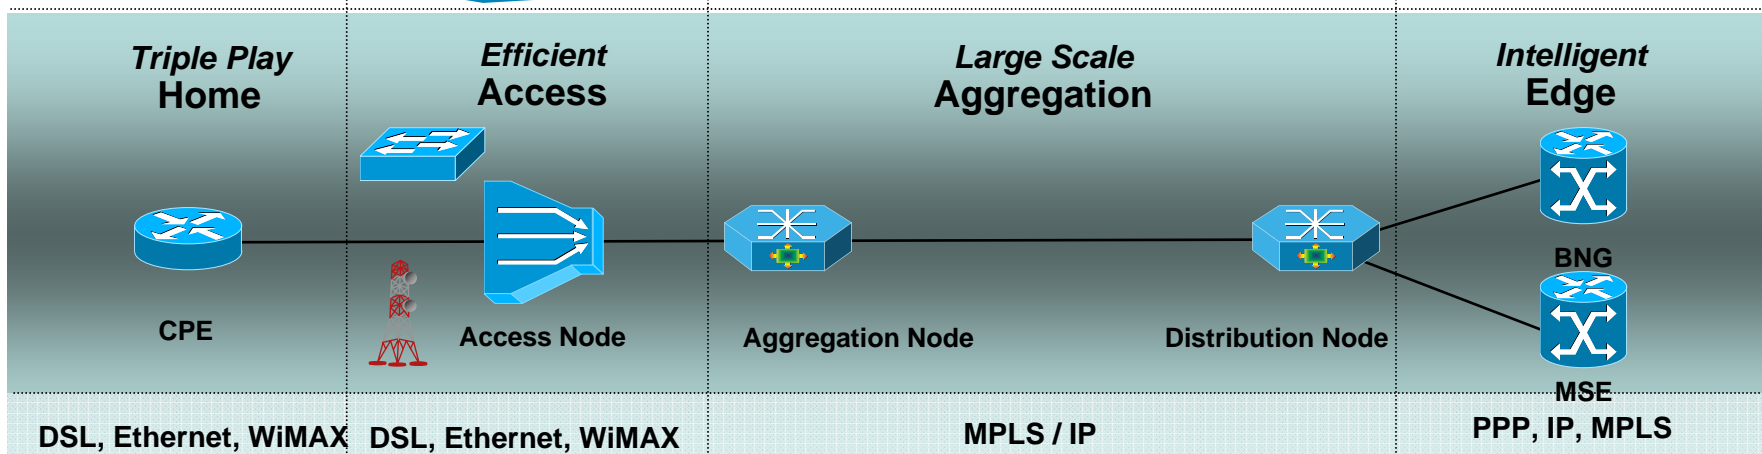 Triple Play
Home
Efficient
Access
Large Scale
Aggregation
Intelligent
Edge
CPE
Access Node
Aggregation Node
Distribution Node
BNG
MSE
DSL, Ethernet, WiMAX
DSL, Ethernet, WiMAX
MPLS / IP
PPP, IP, MPLS